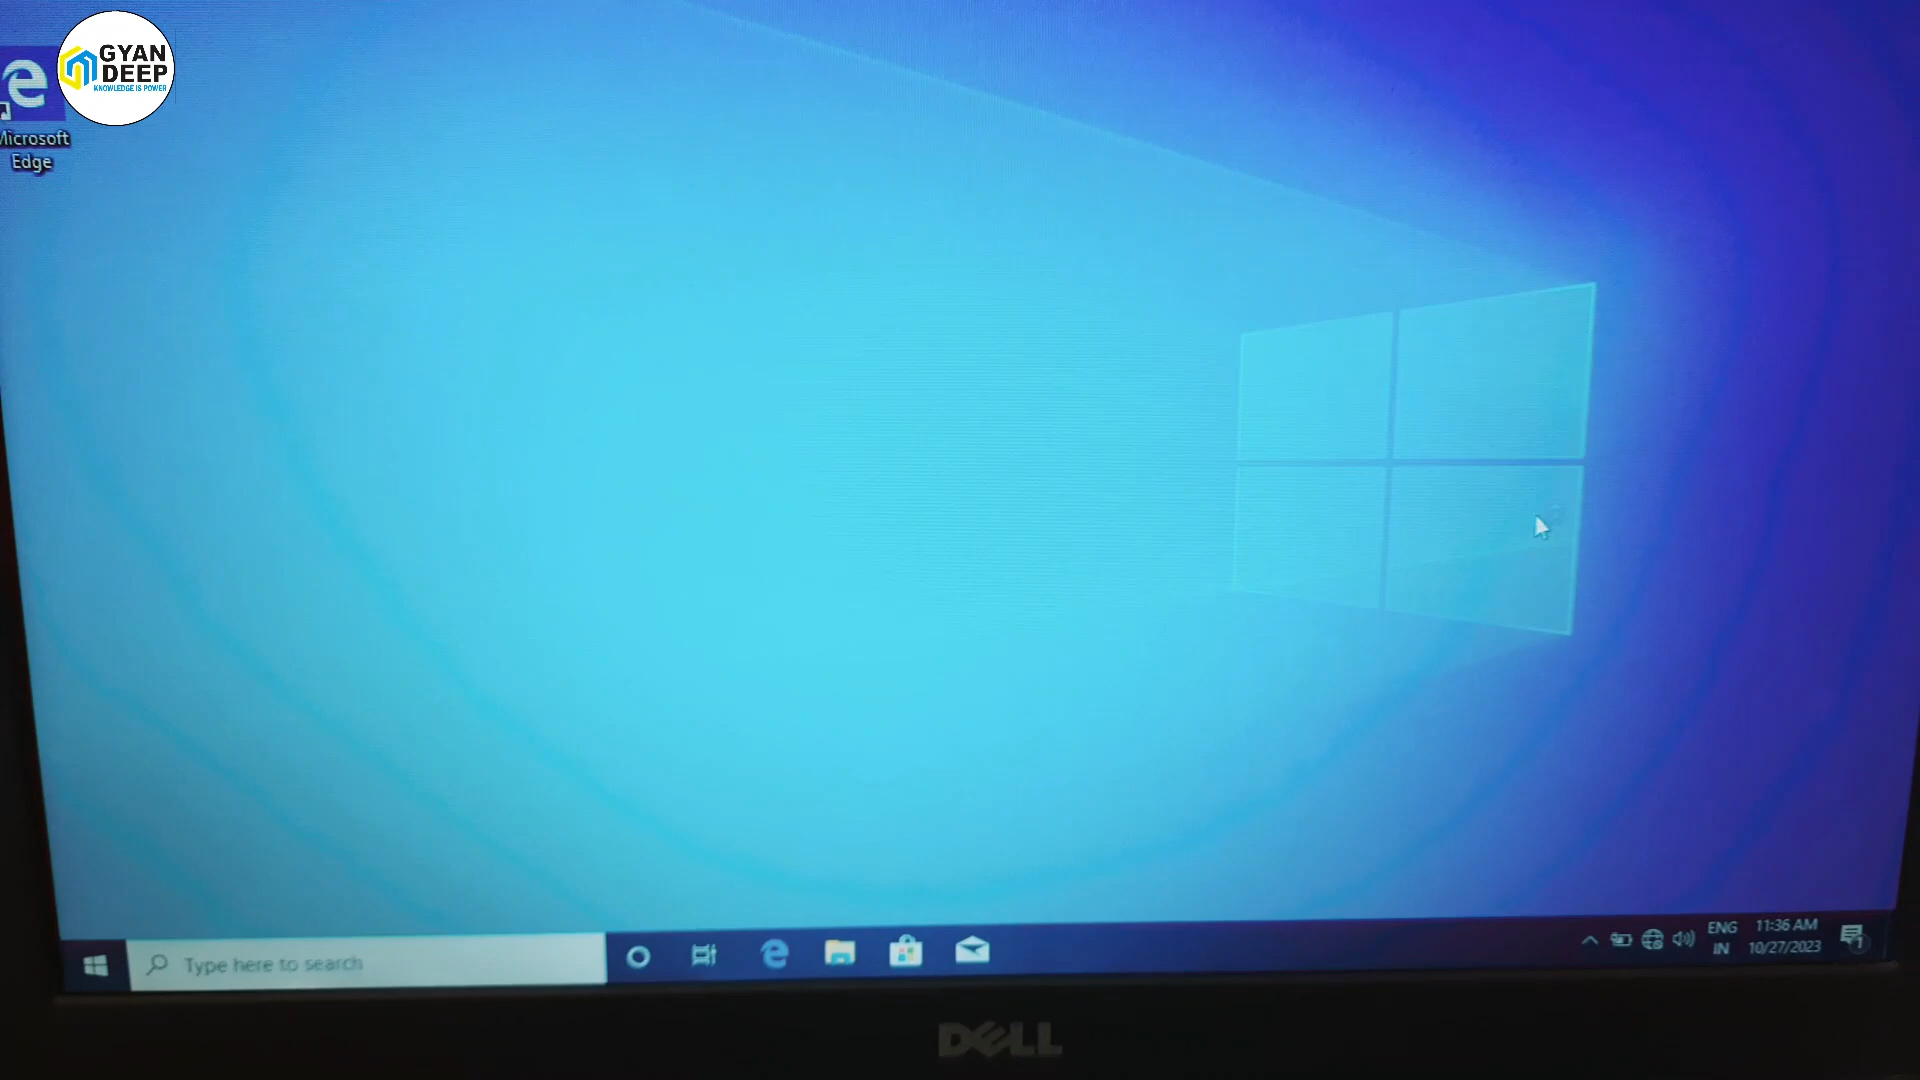 GYAN
DEEP
KNOWLEDGE IS POWER
Microsoft
Edge
Type here to search
ENG
IN
11:36 AM
10/27/2023
1
DELL